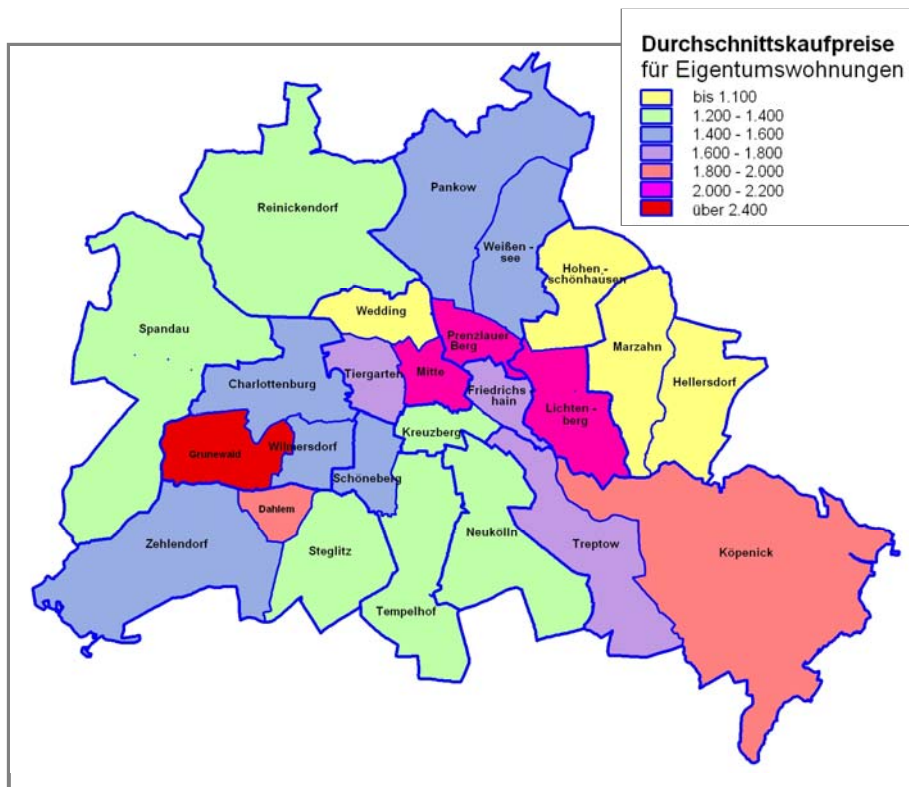 Durchschnittskaufpreise
für Eigentumswohnungen
bis 1.100
1.200 - 1.400
1.400 - 1.600
1.600 - 1.800
1.800 - 2.000
2.000 - 2.200
über 2.400
Pankow
Reinickendorf
Weißen -
see
Hohen -
schönhausen
Wedding
Spandau
Prenzlauer
Berg
Marzahn
Charlottenburg
Tiergarten
Mitte
Friedrichs
hain
Hellersdorf
Lichten -
berg
Kreuzberg
Grunewald
Wilmersdorf
Schöneberg
Dahlem
Zehlendorf
Steglitz
Neukölln
Treptow
Köpenick
Tempelhof